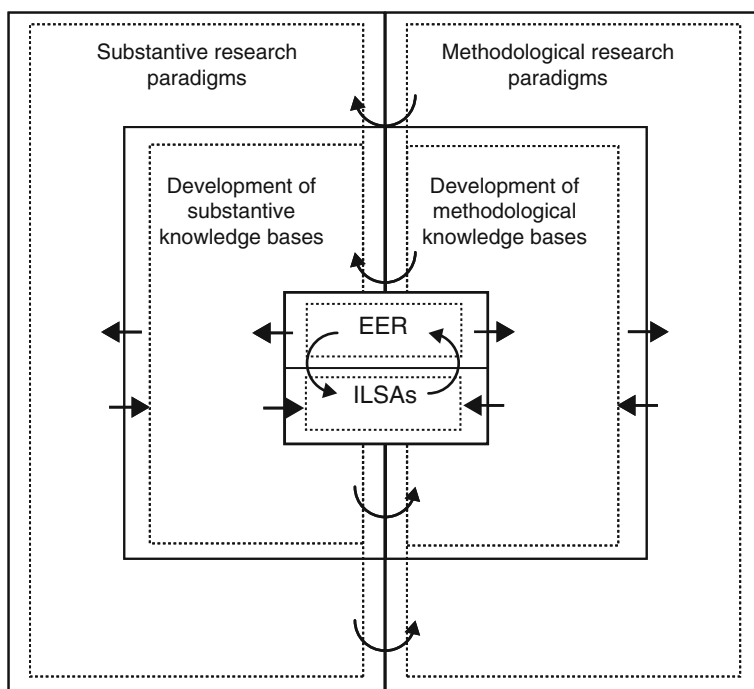 Substantive research
paradigms
Methodological research
paradigms
Development of
substantive
knowledge bases
Development of
methodological
knowledge bases
EER
ILSAs